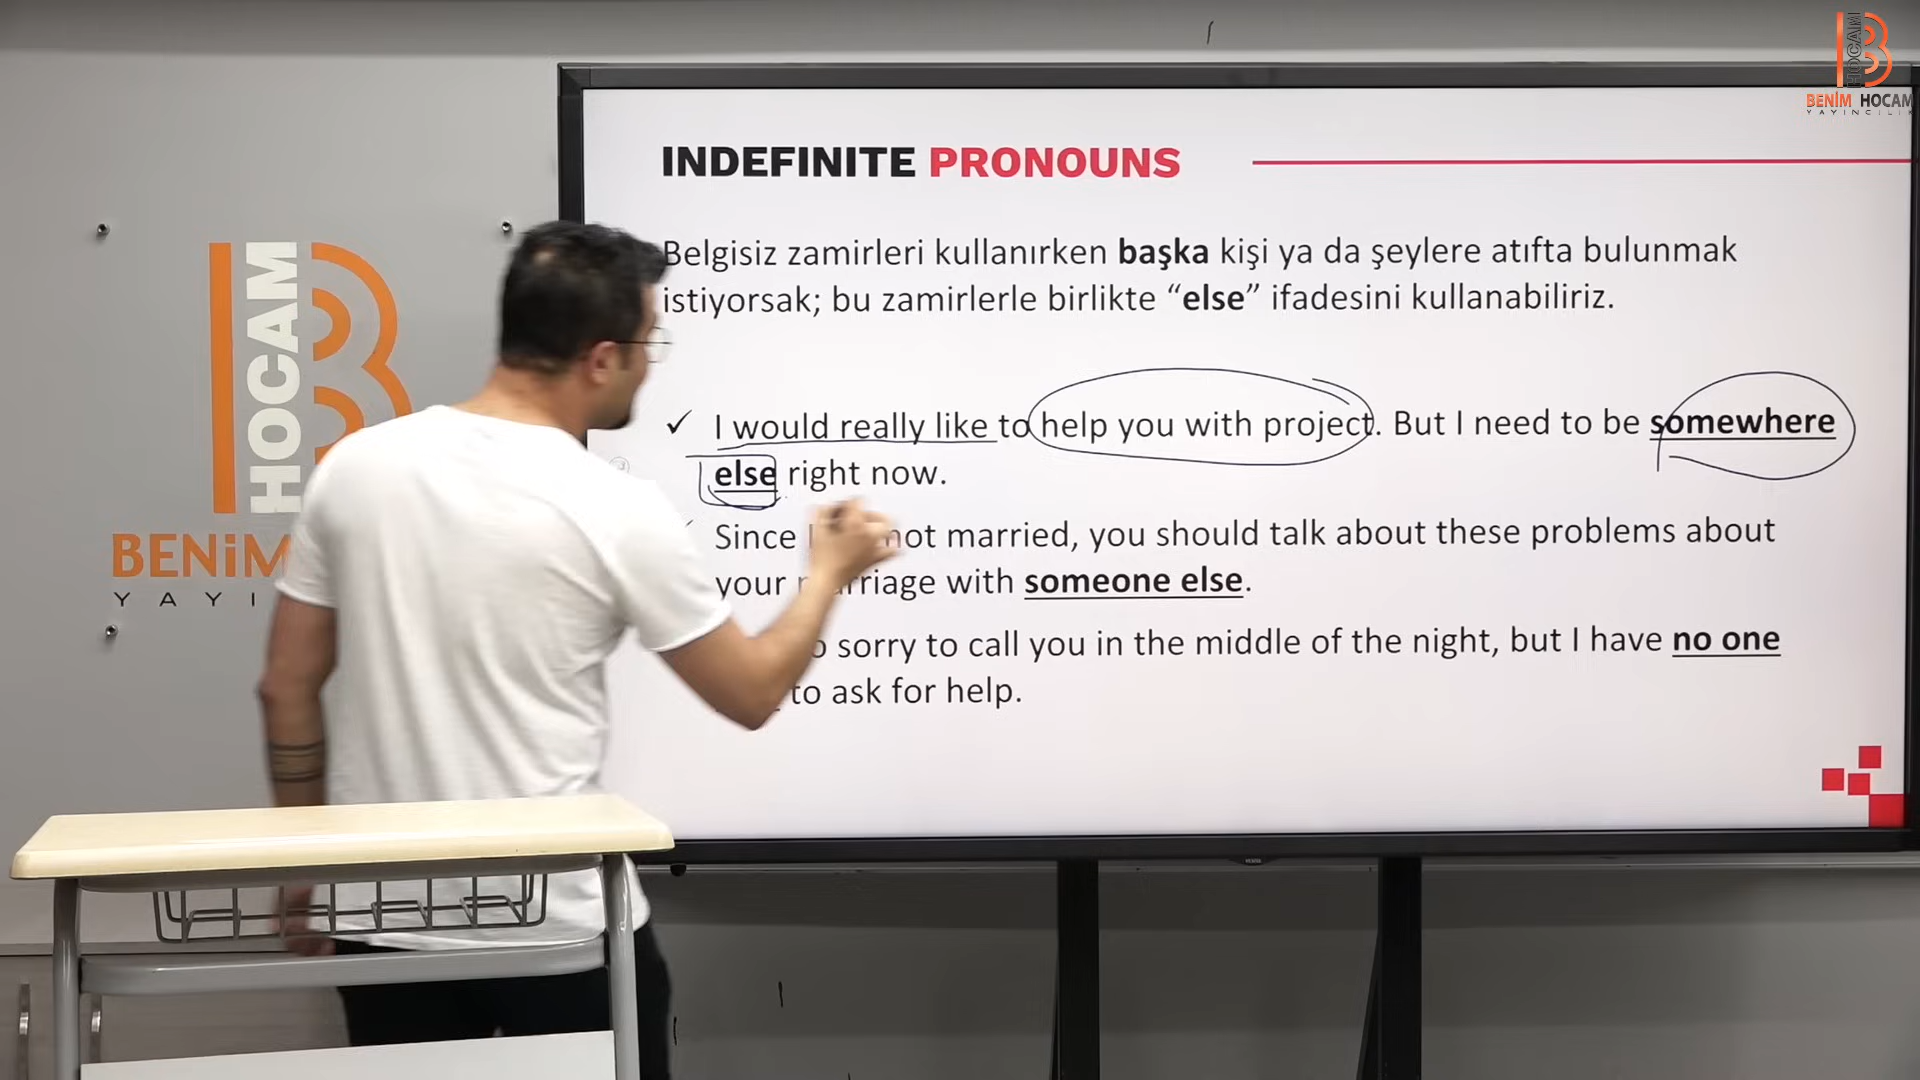 HOCAM
BENİM HOCAM
YAYINCILIK
INDEFINITE PRONOUNS
Belgisiz zamirleri kullanırken başka kişi ya da şeylere atıfta bulunmak
istiyorsak; bu zamirlerle birlikte “else” ifadesini kullanabiliriz.
✓ I would really like to help you with project. But I need to be somewhere
else right now.
Since not married, you should talk about these problems about
your with someone else.
sorry to call you in the middle of the night, but I have no one
to ask for help.
HOCAM
BENiM